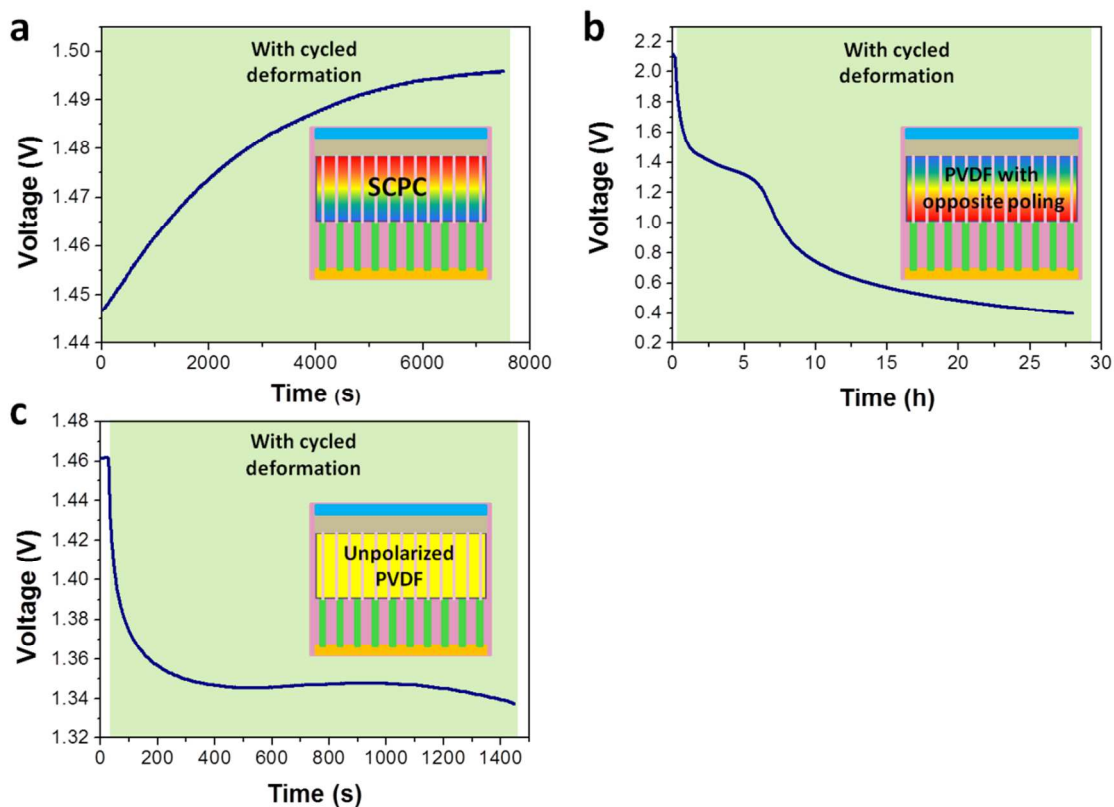 a
With cycled
deformation
Voltage (V)
1.50
1.49
1.48
1.47
1.46
1.45
1.44
SCPC
0 2000 4000 6000 8000
Time (s)
b
With cycled
deformation
Voltage (V)
2.2
2.0
1.8
1.6
1.4
1.2
1.0
0.8
0.6
0.4
0.2
PVDF with
opposite poling
0 5 10 15 20 25 30
Time (h)
c
With cycled
deformation
Voltage (V)
1.48
1.46
1.44
1.42
1.40
1.38
1.36
1.34
1.32
Unpolarized
PVDF
0 200 400 600 800 1000 1200 1400
Time (s)